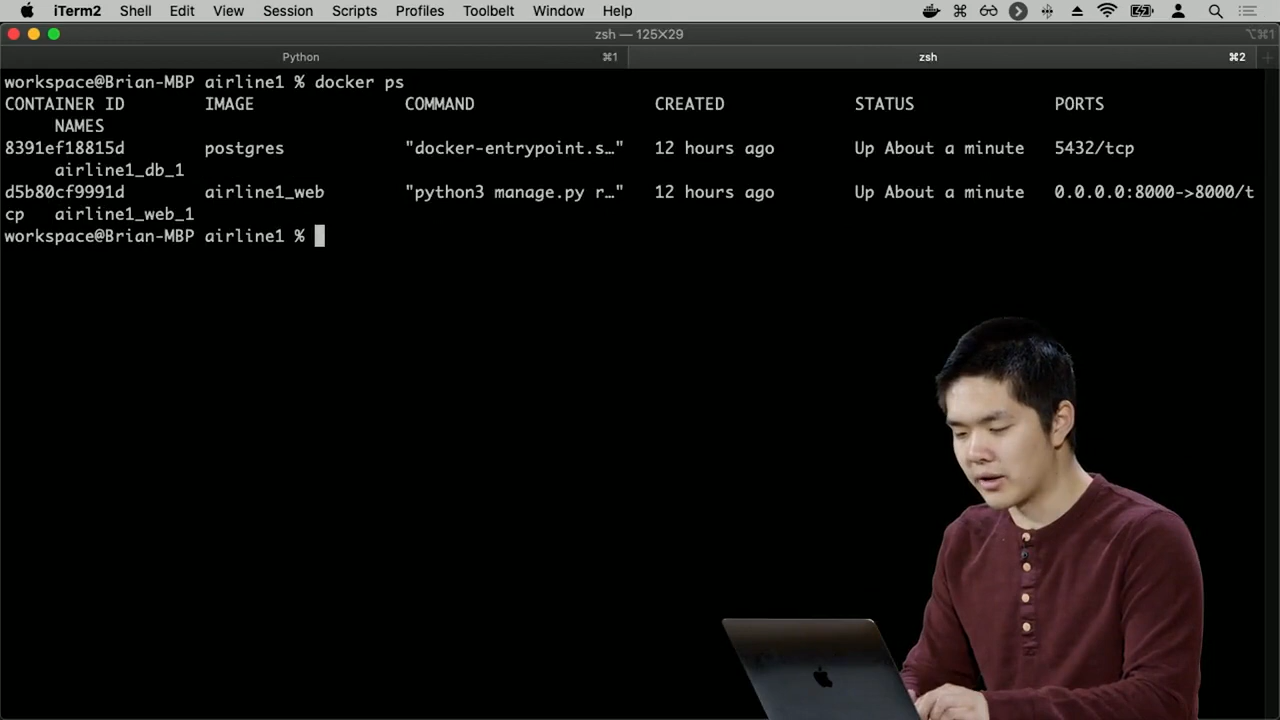 iTerm2 Shell Edit View Session Scripts Profiles Toolbelt Window Help
zsh — 125×29 ⌥⌘1
Python ⌘1 zsh ⌘2
workspace@Brian-MBP airline1 % docker ps
CONTAINER ID IMAGE COMMAND CREATED STATUS PORTS
NAMES
8391ef18815d postgres "docker-entrypoint.s…" 12 hours ago Up About a minute 5432/tcp
airline1_db_1
d5b80cf9991d airline1_web "python3 manage.py r…" 12 hours ago Up About a minute 0.0.0.0:8000->8000/t
cp airline1_web_1
workspace@Brian-MBP airline1 %